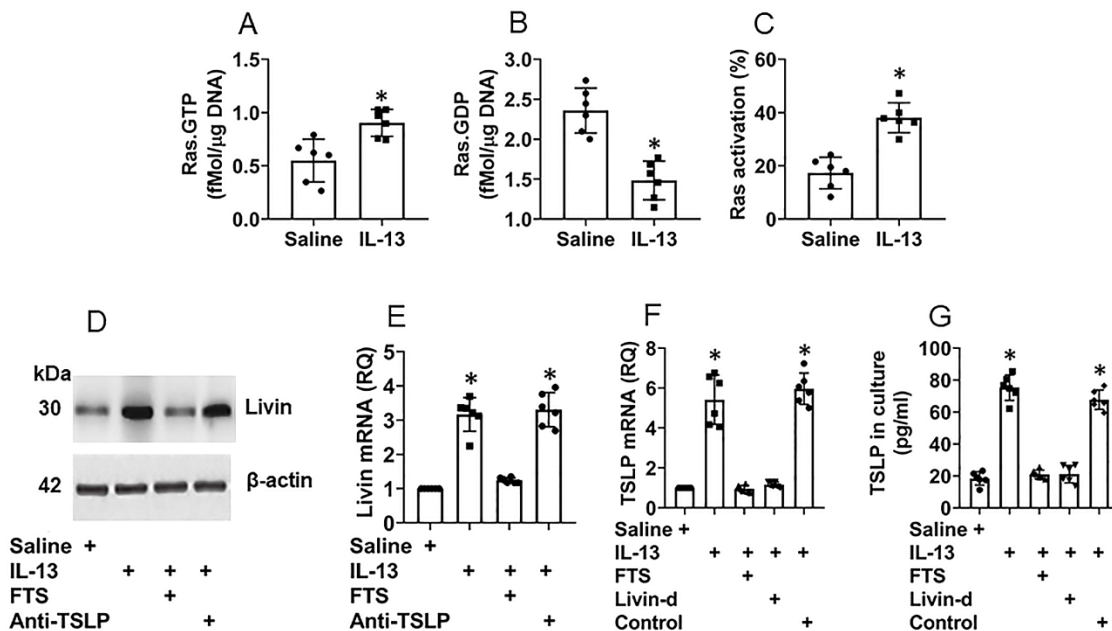 A
Ras.GTP
(fMol/μg DNA)
1.5
1.0
0.5
0.0
*
Saline IL-13
B
Ras.GDP
(fMol/μg DNA)
3.0
2.5
2.0
1.5
1.0
*
Saline IL-13
C
Ras activation (%)
60
40
20
0
*
Saline IL-13
D
kDa
30 Livin
42 β-actin
Saline +
IL-13 + + +
FTS +
Anti-TSLP +
E
Livin mRNA (RQ)
5
4
3
2
1
0
* *
Saline +
IL-13 + + +
FTS +
Anti-TSLP +
F
TSLP mRNA (RQ)
8
6
4
2
0
* *
Saline +
IL-13 + + + +
FTS +
Livin-d +
Control +
G
TSLP in culture
(pg/ml)
100
80
60
40
20
0
* *
Saline +
IL-13 + + + +
FTS +
Livin-d +
Control +